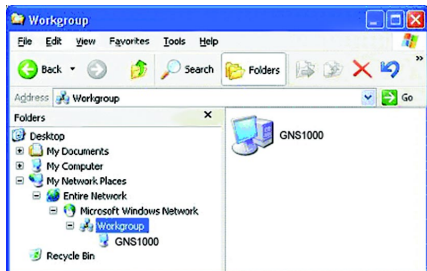 Workgroup
File Edit View Favorites Tools Help
Back Search Folders »
Address Workgroup Go
Folders ×
Desktop
My Documents
My Computer
My Network Places
Entire Network
Microsoft Windows Network
Workgroup
GNS1000
Recycle Bin
GNS1000